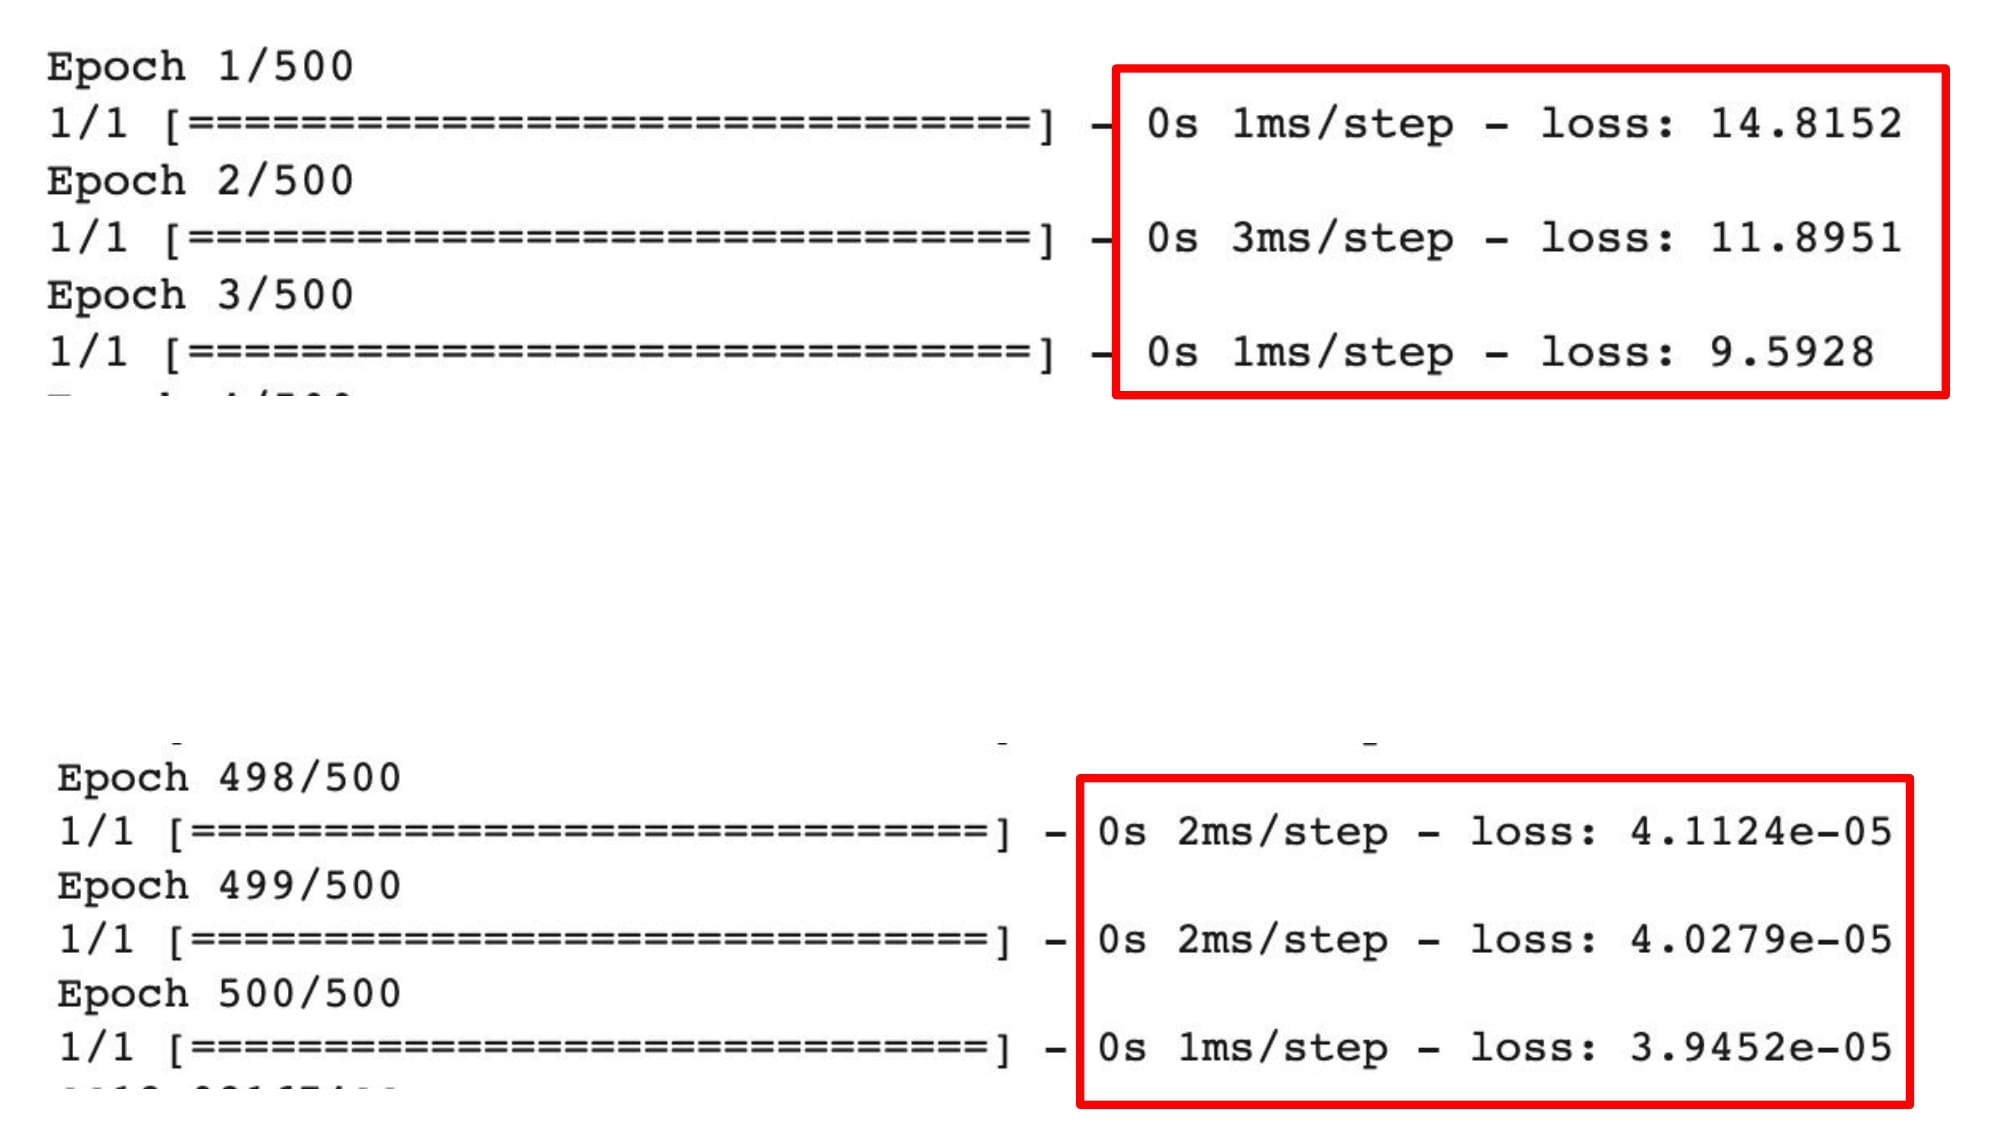 Epoch 1/500
1/1 [==============================] - 0s 1ms/step - loss: 14.8152
Epoch 2/500
1/1 [==============================] - 0s 3ms/step - loss: 11.8951
Epoch 3/500
1/1 [==============================] - 0s 1ms/step - loss: 9.5928
Epoch 498/500
1/1 [==============================] - 0s 2ms/step - loss: 4.1124e-05
Epoch 499/500
1/1 [==============================] - 0s 2ms/step - loss: 4.0279e-05
Epoch 500/500
1/1 [==============================] - 0s 1ms/step - loss: 3.9452e-05